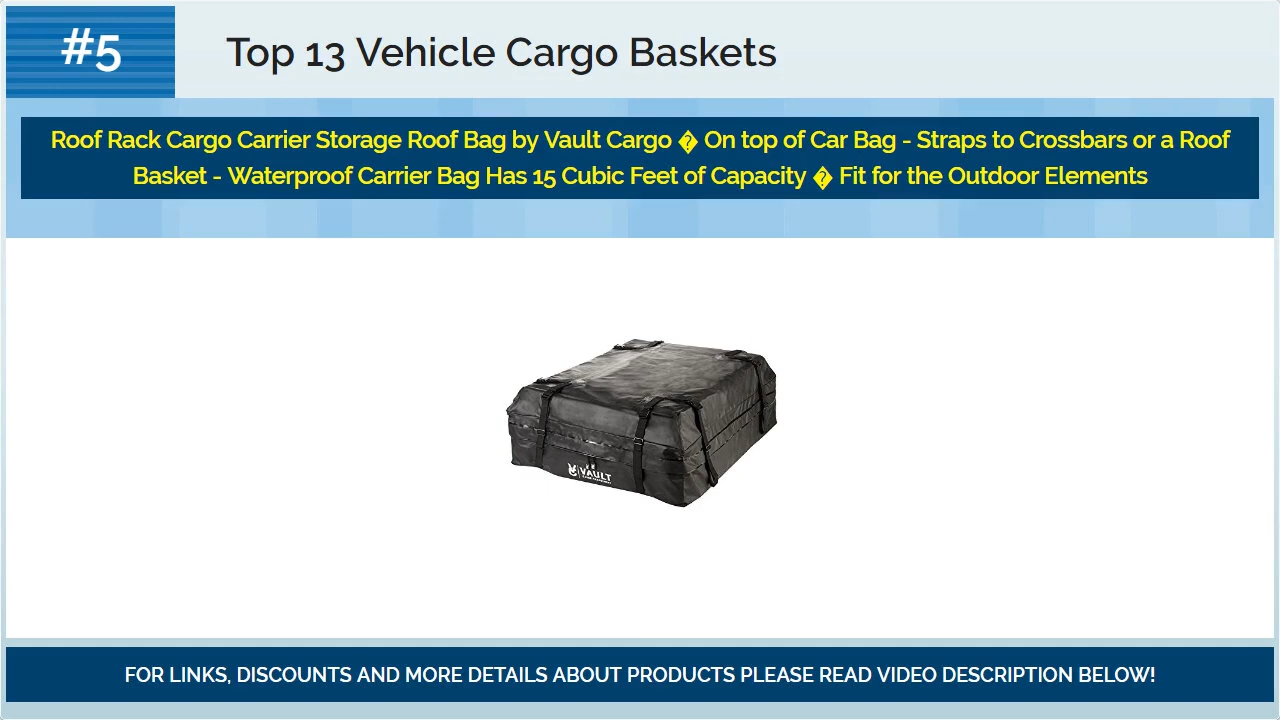 #5
Top 13 Vehicle Cargo Baskets
Roof Rack Cargo Carrier Storage Roof Bag by Vault Cargo � On top of Car Bag - Straps to Crossbars or a Roof
Basket - Waterproof Carrier Bag Has 15 Cubic Feet of Capacity � Fit for the Outdoor Elements
VAULT
FOR LINKS, DISCOUNTS AND MORE DETAILS ABOUT PRODUCTS PLEASE READ VIDEO DESCRIPTION BELOW!